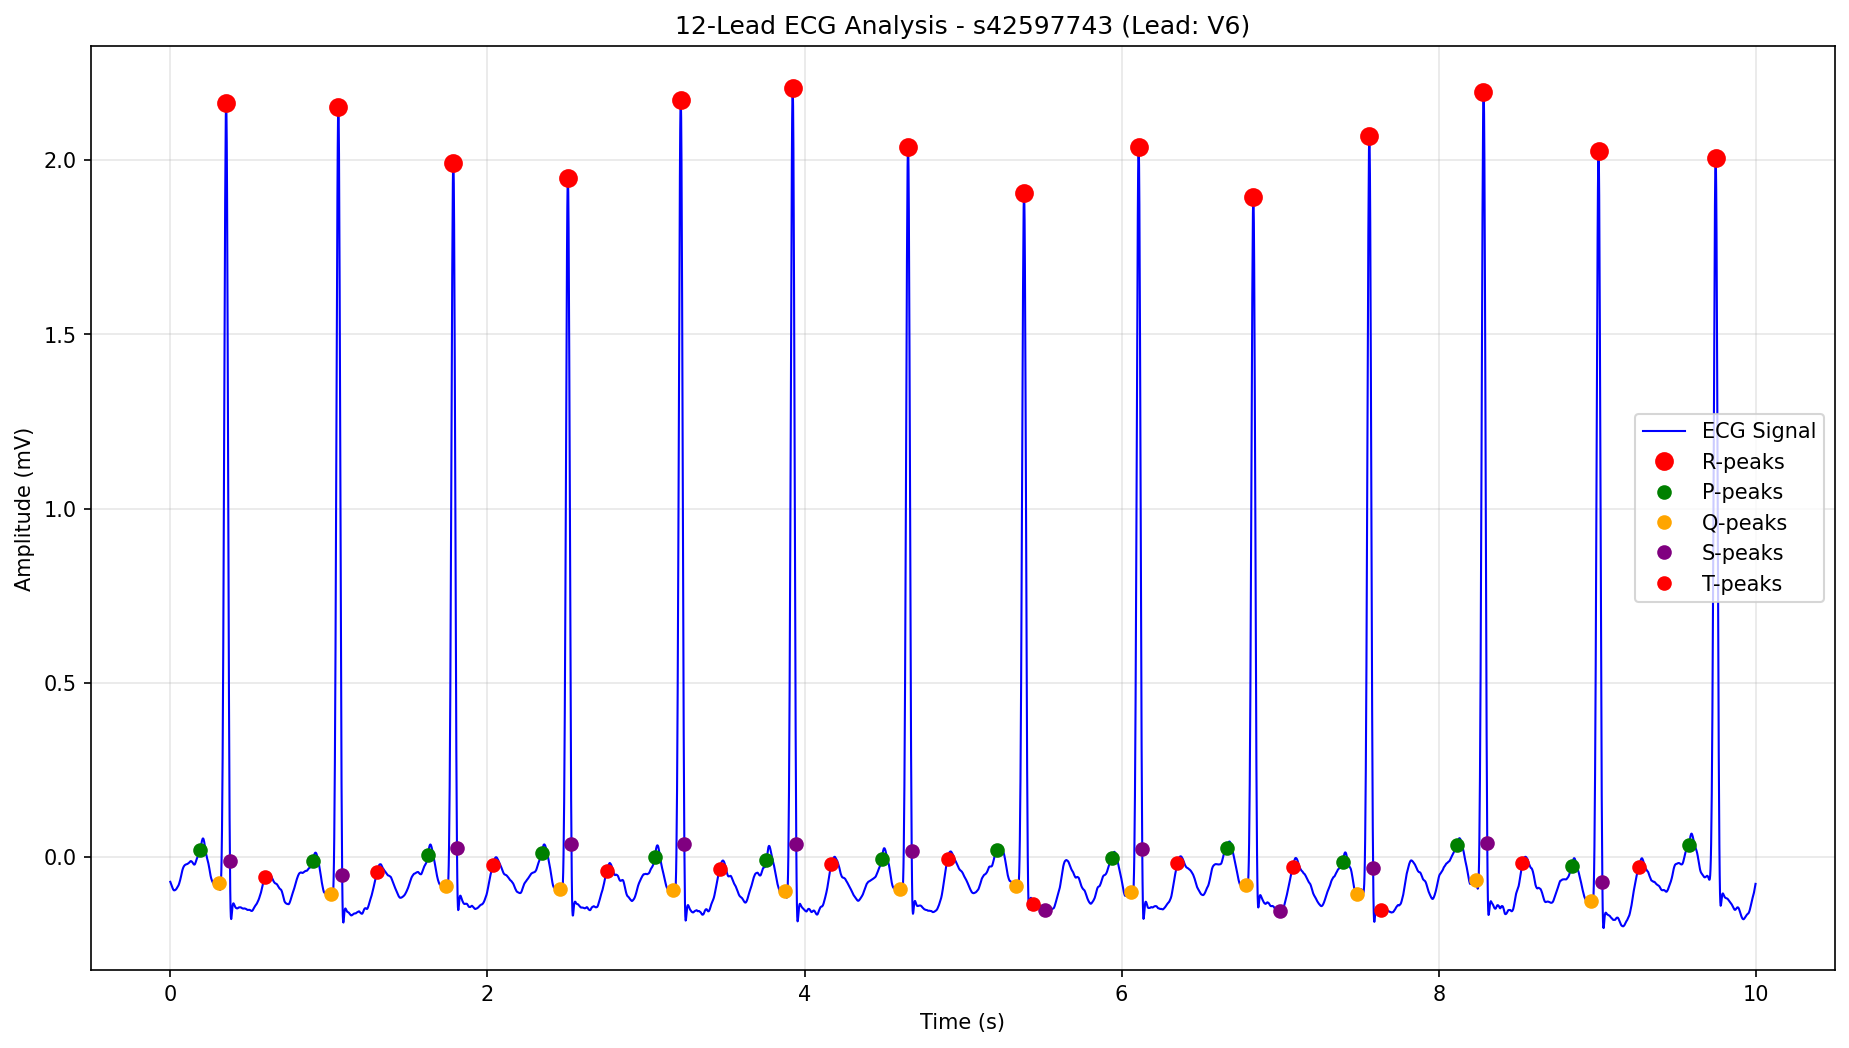 12-Lead ECG Analysis - s42597743 (Lead: V6)
Amplitude (mV)
2.0
1.5
1.0
0.5
0.0
ECG Signal
R-peaks
P-peaks
Q-peaks
S-peaks
T-peaks
0 2 4 6 8 10
Time (s)